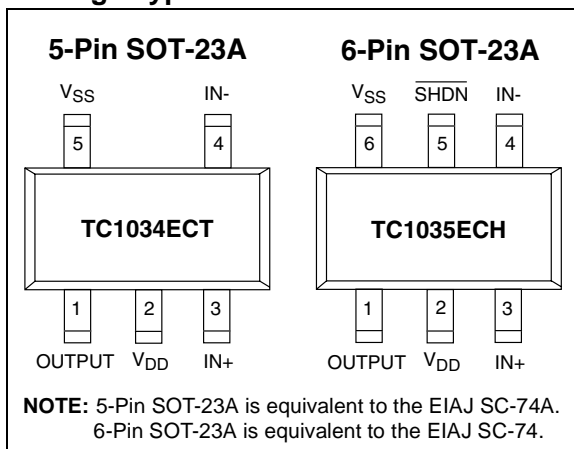 5-Pin SOT-23A 6-Pin SOT-23A
VSS IN- VSS SHDN IN-
5 4 6 5 4
TC1034ECT TC1035ECH
1 2 3 1 2 3
OUTPUT VDD IN+ OUTPUT VDD IN+
NOTE: 5-Pin SOT-23A is equivalent to the EIAJ SC-74A.
6-Pin SOT-23A is equivalent to the EIAJ SC-74.